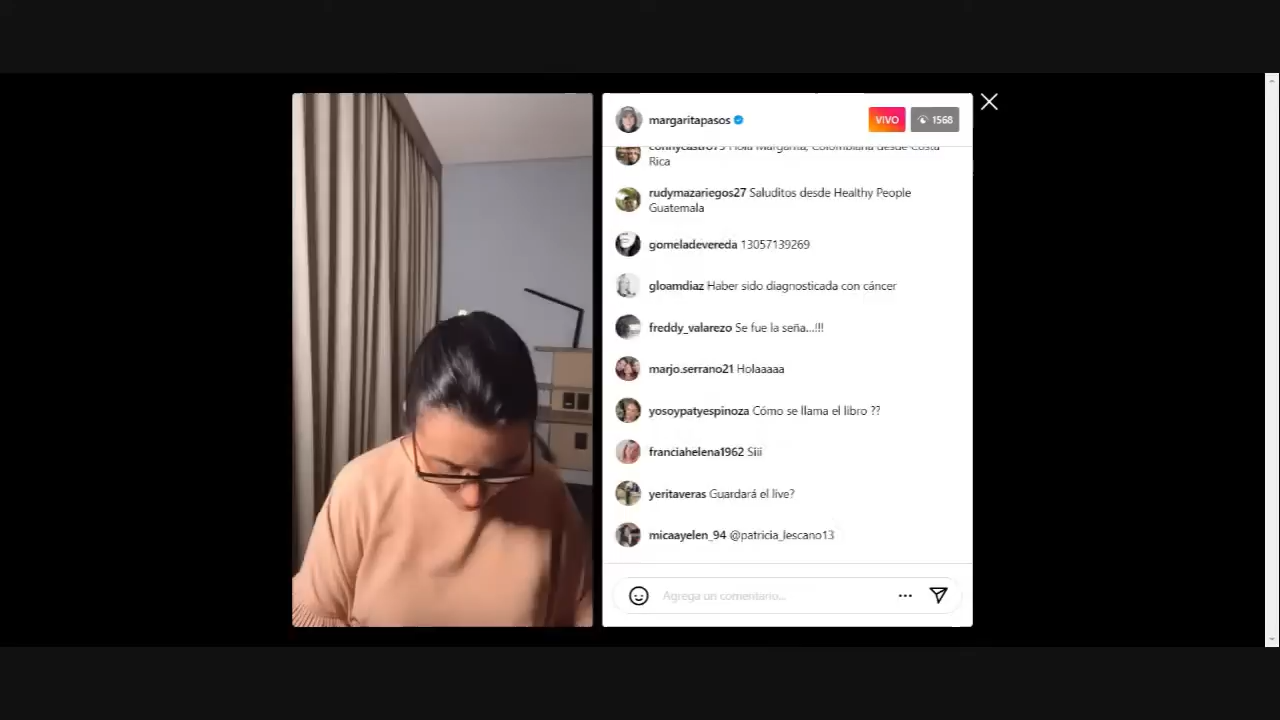 margaritapasos
VIVO 1568
connycastro75 Hola Margarita, Colombiana desde Costa
Rica
rudymazariegos27 Saluditos desde Healthy People
Guatemala
gomeladevereda 13057139269
gloamdiaz Haber sido diagnosticada con cáncer
freddy_valarezo Se fue la seña...!!!
marjo.serrano21 Holaaaaa
yosoypatyespinoza Cómo se llama el libro ??
franciahelena1962 Siii
yeritaveras Guardará el live?
micaayelen_94 @patricia_lescano13
Agrega un comentario...